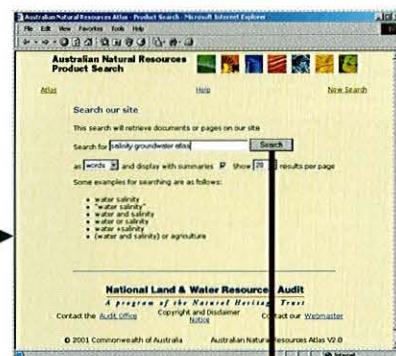 Australian Natural Resources Atlas - Product Search - Microsoft Internet Explorer
File Edit View Favorites Tools Help
Australian Natural Resources
Product Search
Atlas Help New Search
Search our site
This search will retrieve documents or pages on our site
Search for salinity groundwater atlas Search
as words and display with summaries Show 20 results per page
Some examples for searching are as follows:
water salinity
"water salinity"
water and salinity
water or salinity
water +salinity
(water and salinity) or agriculture
National Land & Water Resources Audit
A program of the Natural Heritage Trust
Contact the Audit Office Copyright and Disclaimer Notice Contact our Webmaster
© 2001 Commonwealth of Australia Australian Natural Resources Atlas V2.0
Internet